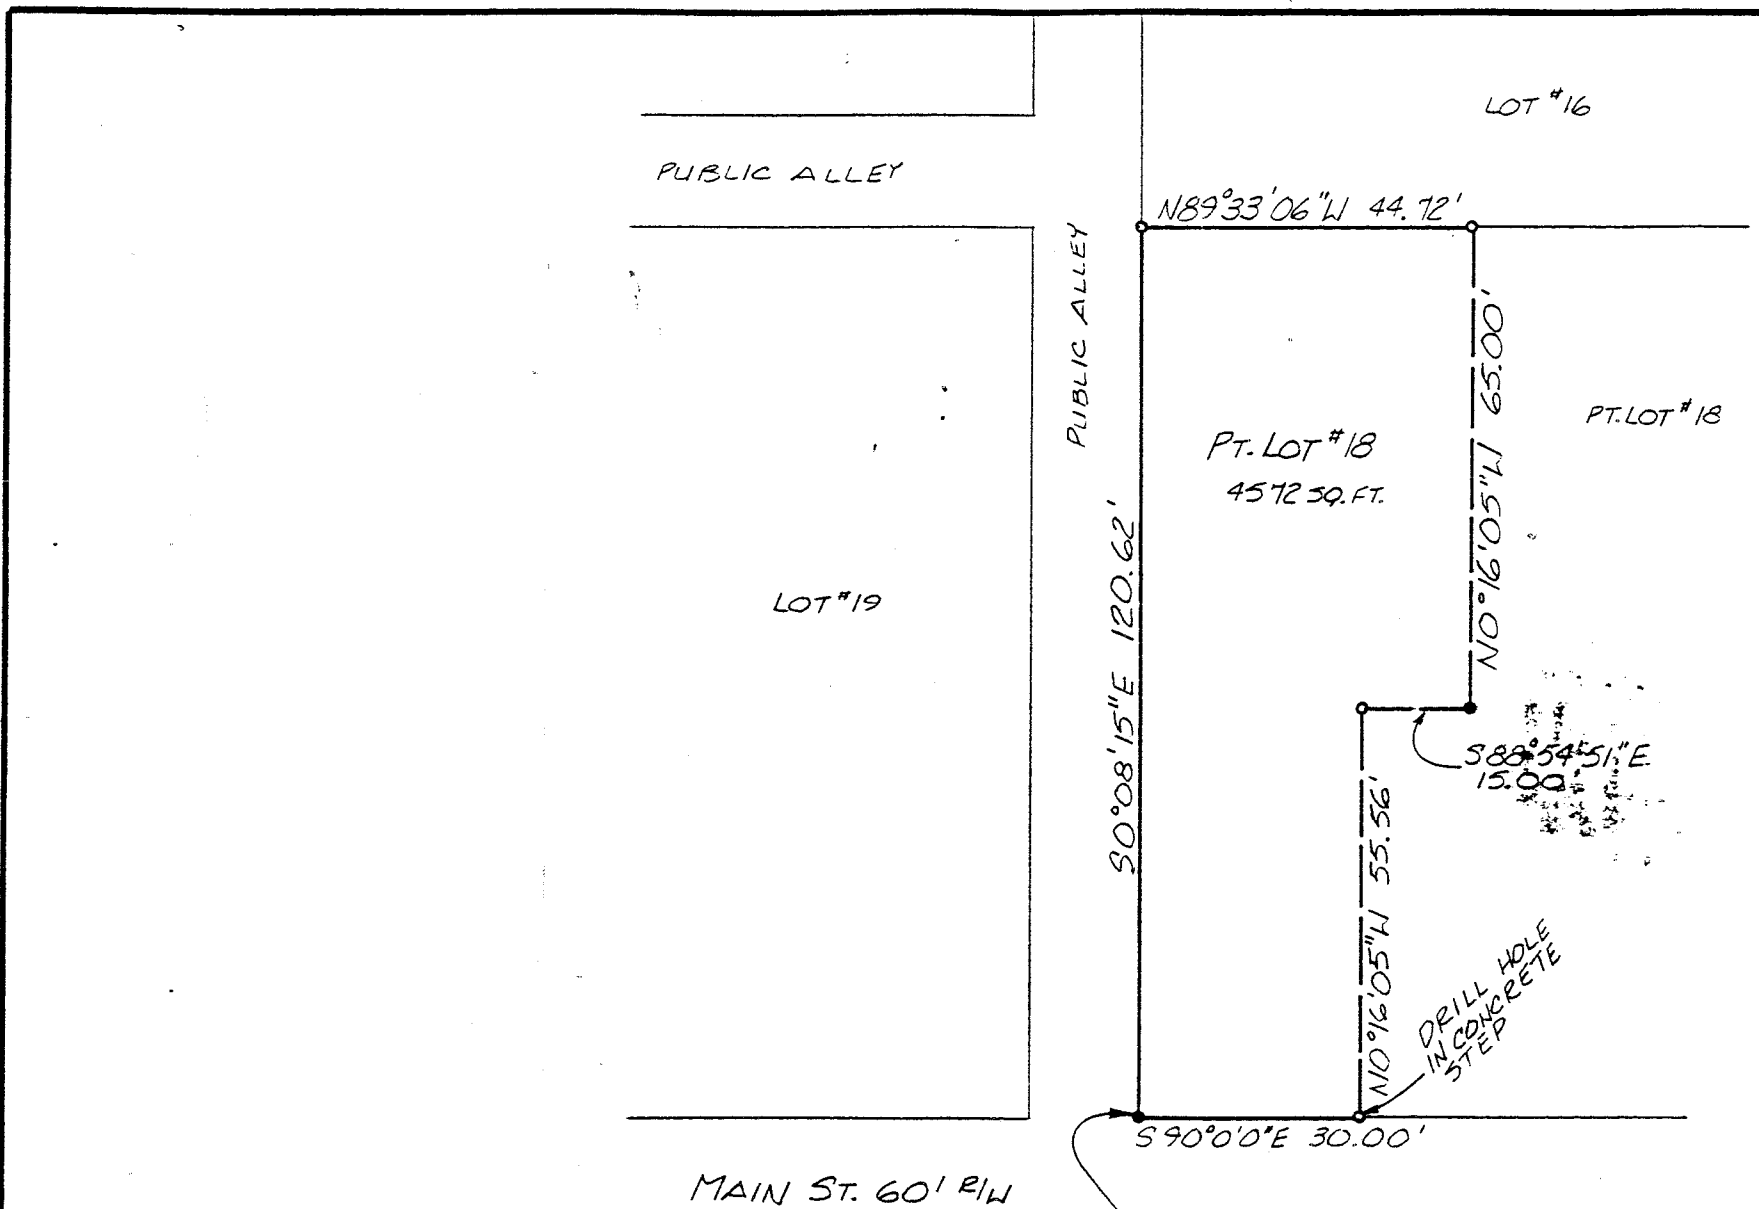 LOT #16
PUBLIC ALLEY
N89°33'06"W 44.72'
PUBLIC ALLEY
N0°16'05"W 65.00'
PT. LOT #18
PT. LOT #18
4572 SQ. FT.
S0°08'15"E 120.62'
LOT #19
S88°54'51"E
15.00'
N0°16'05"W 55.56'
DRILL HOLE
IN CONCRETE
STEP
S90°0'0"E 30.00'
MAIN ST. 60' R/W